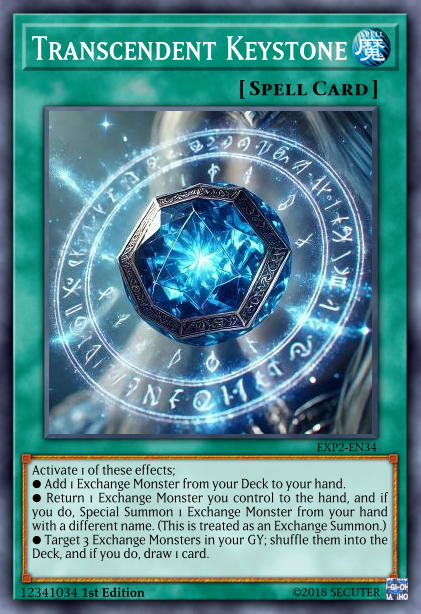 TRANSCENDENT KEYSTONE 魔
[SPELL CARD]
EXP2-EN34
Activate 1 of these effects;
● Add 1 Exchange Monster from your Deck to your hand.
● Return 1 Exchange Monster you control to the hand, and if
you do, Special Summon 1 Exchange Monster from your hand
with a different name. (This is treated as an Exchange Summon.)
● Target 3 Exchange Monsters in your GY; shuffle them into the
Deck, and if you do, draw 1 card.
12341034 1st Edition ©2018 SECUTER